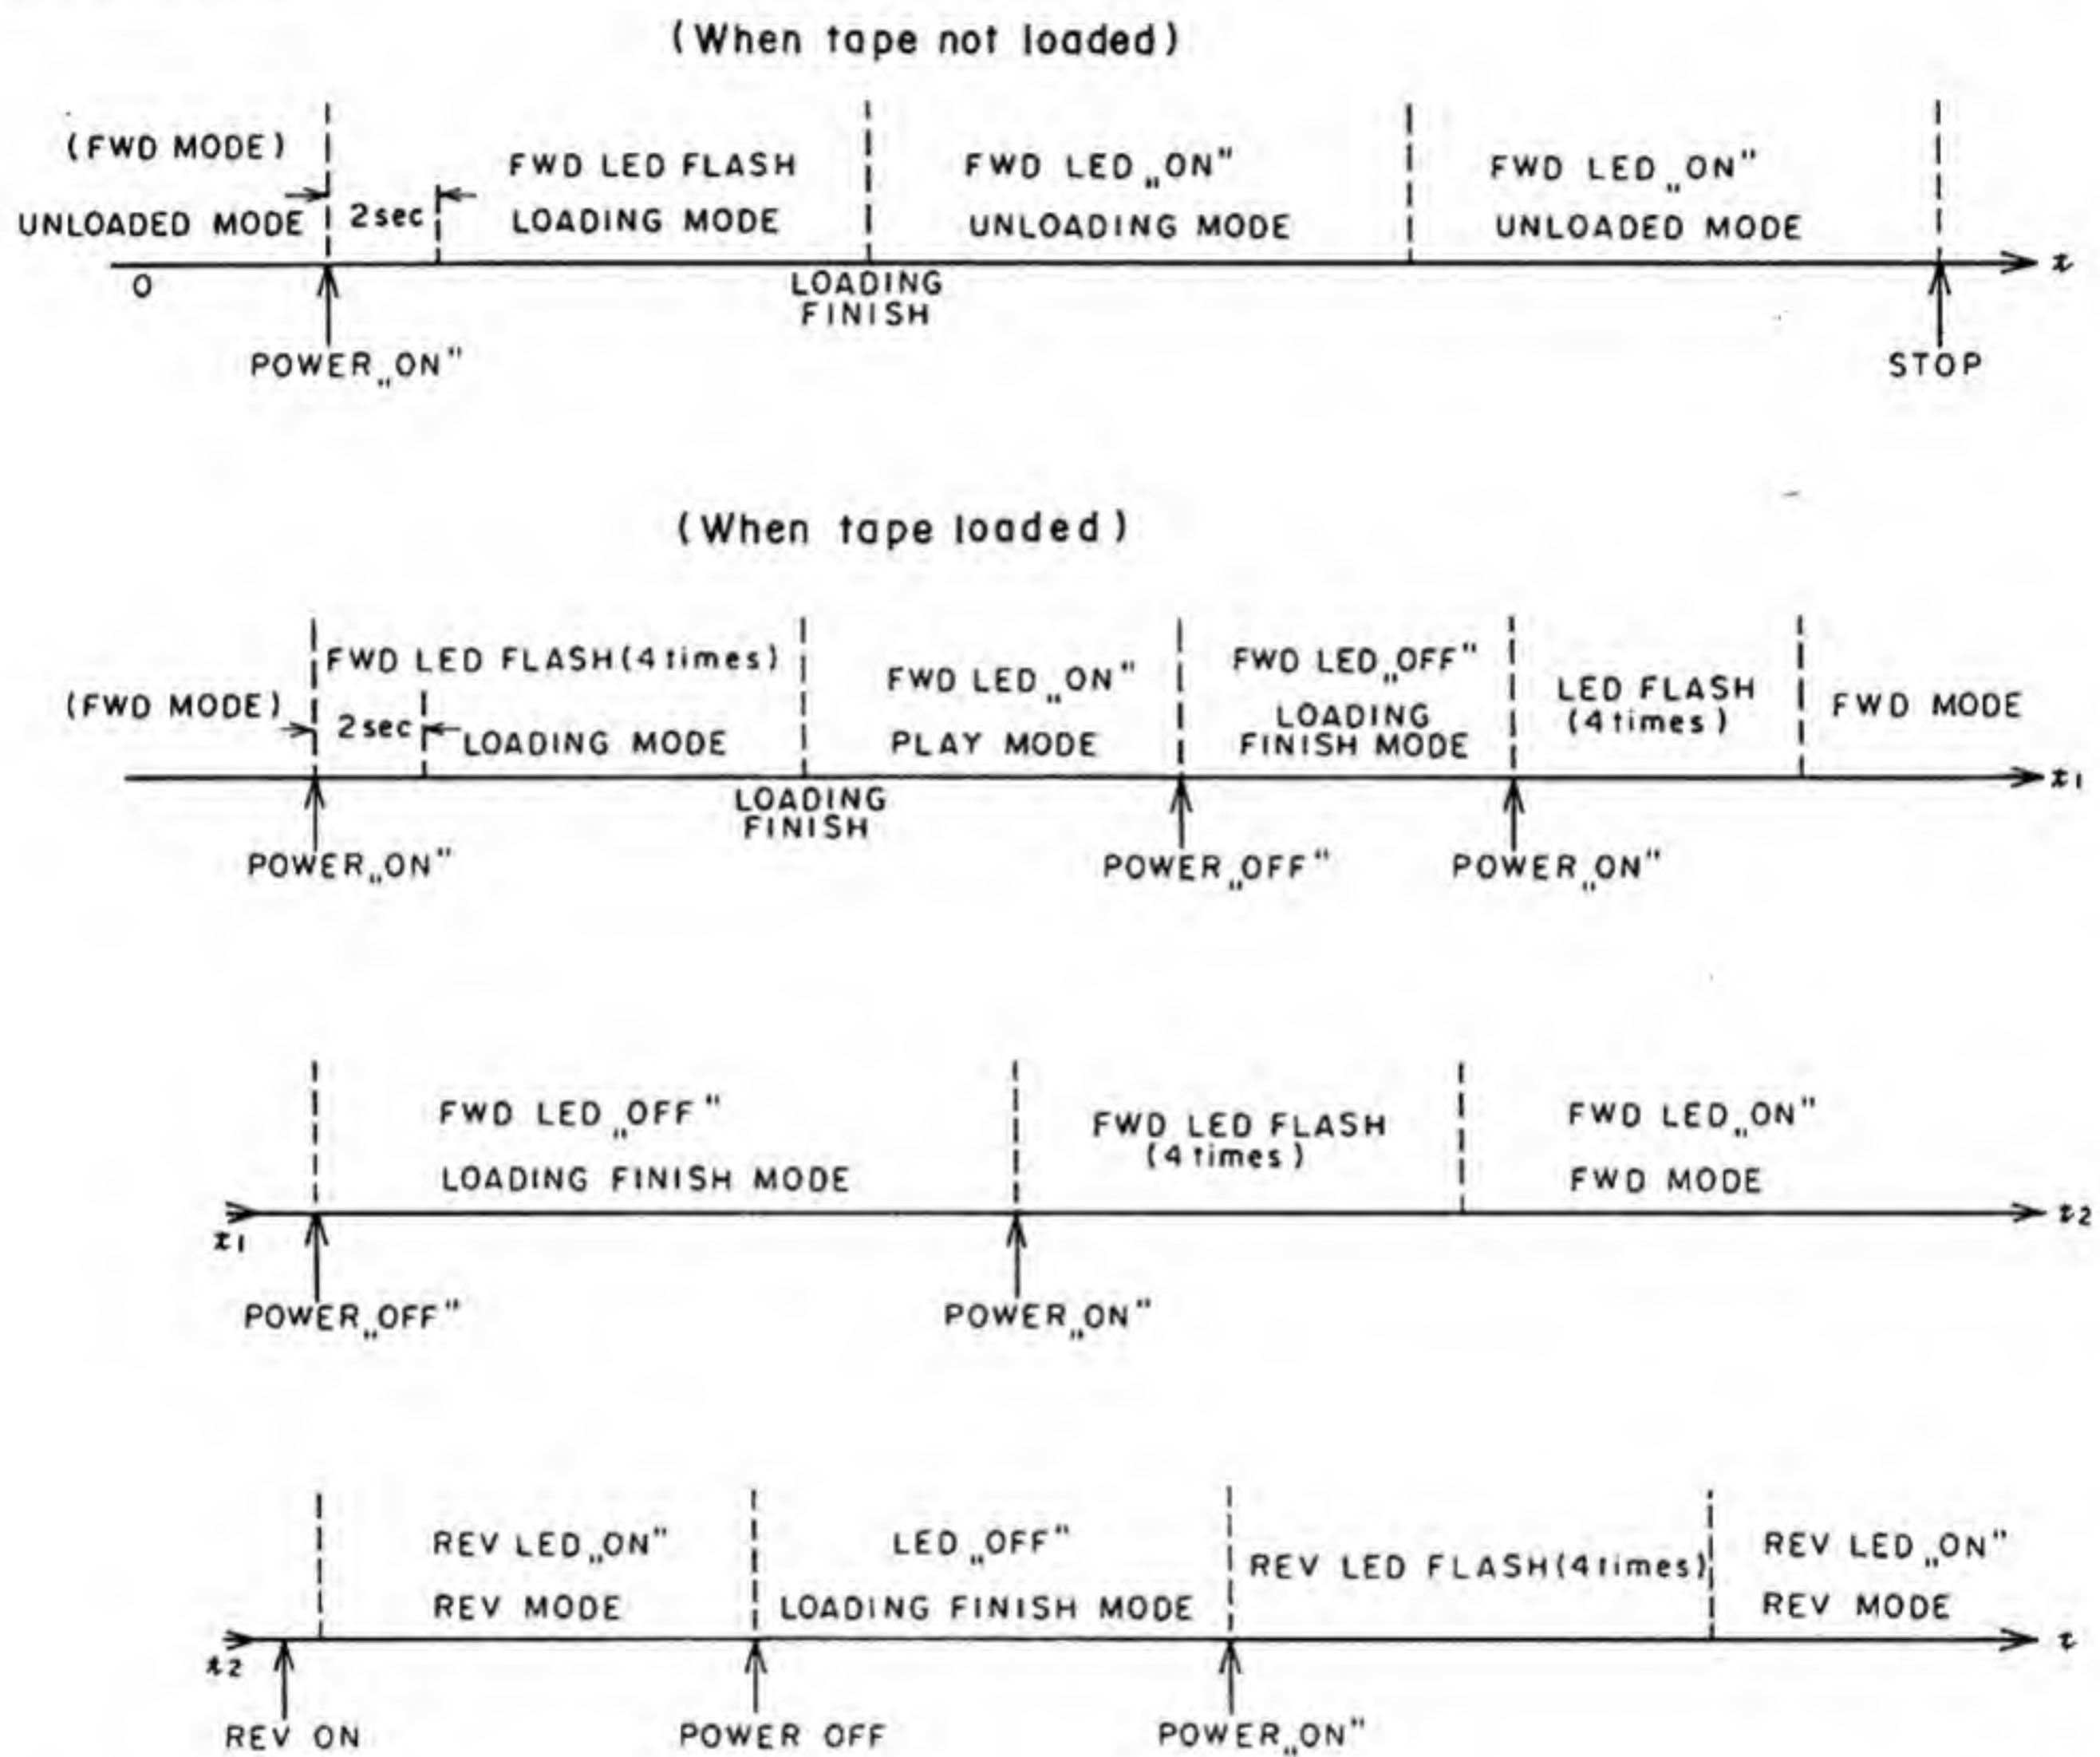 (When tape not loaded)
(FWD MODE)
UNLOADED MODE
2sec
FWD LED FLASH
LOADING MODE
FWD LED „ON"
UNLOADING MODE
FWD LED „ON"
UNLOADED MODE
0
t
LOADING
FINISH
POWER „ON"
STOP
(When tape loaded)
(FWD MODE)
FWD LED FLASH (4 times)
2sec
LOADING MODE
FWD LED „ON"
PLAY MODE
FWD LED „OFF"
LOADING
FINISH MODE
LED FLASH
(4 times)
FWD MODE
t1
LOADING
FINISH
POWER „ON"
POWER „OFF"
POWER „ON"
FWD LED „OFF"
LOADING FINISH MODE
FWD LED FLASH
(4 times)
FWD LED „ON"
FWD MODE
t1
t2
POWER „OFF"
POWER „ON"
REV LED „ON"
REV MODE
LED „OFF"
LOADING FINISH MODE
REV LED FLASH (4 times)
REV LED „ON"
REV MODE
t2
t
REV ON
POWER OFF
POWER „ON"